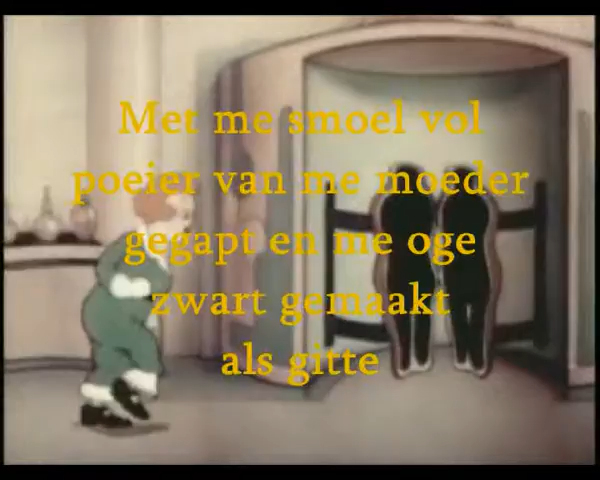 Met me smoel vol
poeier van me moeder
gegapt en me oge
zwart gemaakt
als gitte